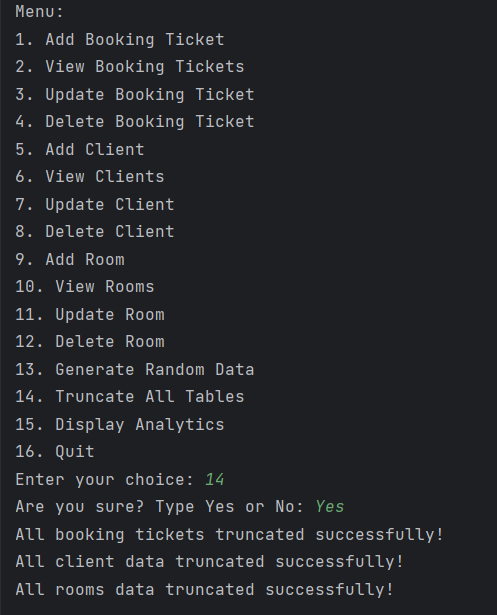 Menu:
1. Add Booking Ticket
2. View Booking Tickets
3. Update Booking Ticket
4. Delete Booking Ticket
5. Add Client
6. View Clients
7. Update Client
8. Delete Client
9. Add Room
10. View Rooms
11. Update Room
12. Delete Room
13. Generate Random Data
14. Truncate All Tables
15. Display Analytics
16. Quit
Enter your choice: 14
Are you sure? Type Yes or No: Yes
All booking tickets truncated successfully!
All client data truncated successfully!
All rooms data truncated successfully!